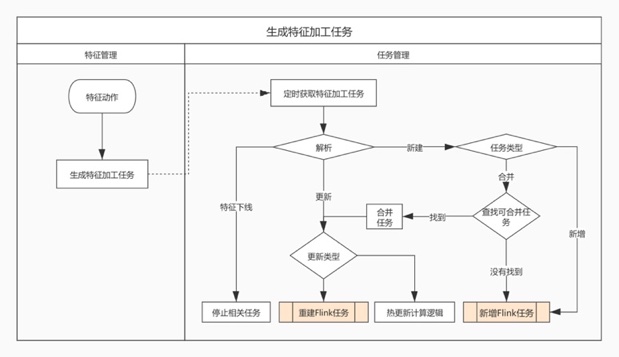 生成特征加工任务
特征管理
任务管理
特征动作
定时获取特征加工任务
生成特征加工任务
解析
新建
任务类型
合并
特征下线
更新
合并
任务
找到
查找可合并任
务
新增
更新类型
没有找到
停止相关任务
重建Flink任务
热更新计算逻辑
新增Flink任务